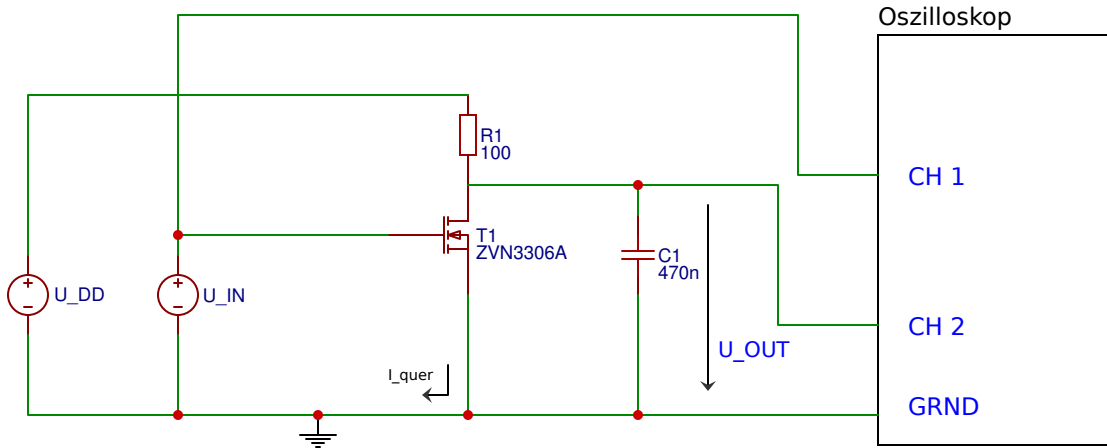 Oszilloskop
R1
100
CH 1
T1
ZVN3306A
C1
470n
+
−
U_DD
+
−
U_IN
CH 2
U_OUT
I_quer
GRND